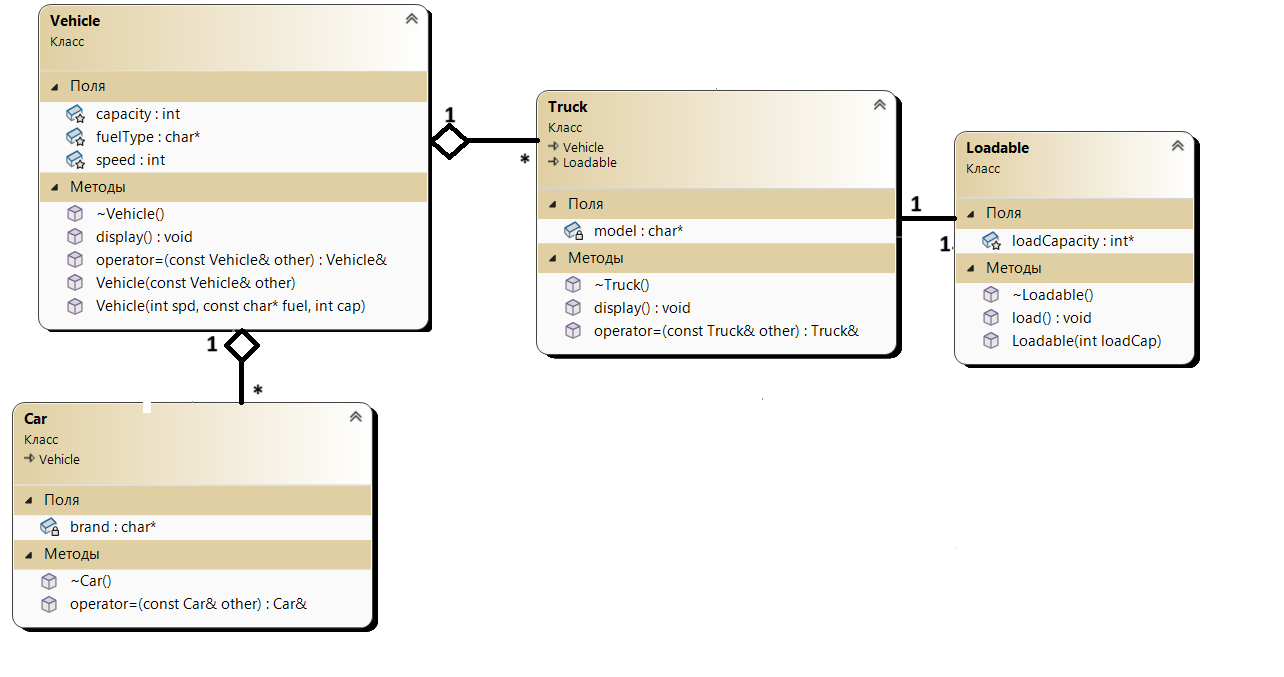 Vehicle
Класс
Поля
capacity : int
fuelType : char*
speed : int
Методы
~Vehicle()
display() : void
operator=(const Vehicle& other) : Vehicle&
Vehicle(const Vehicle& other)
Vehicle(int spd, const char* fuel, int cap)
1
*
Truck
Класс
Vehicle
Loadable
Поля
model : char*
Методы
~Truck()
display() : void
operator=(const Truck& other) : Truck&
1
1
Loadable
Класс
Поля
loadCapacity : int*
Методы
~Loadable()
load() : void
Loadable(int loadCap)
1
*
Car
Класс
Vehicle
Поля
brand : char*
Методы
~Car()
operator=(const Car& other) : Car&